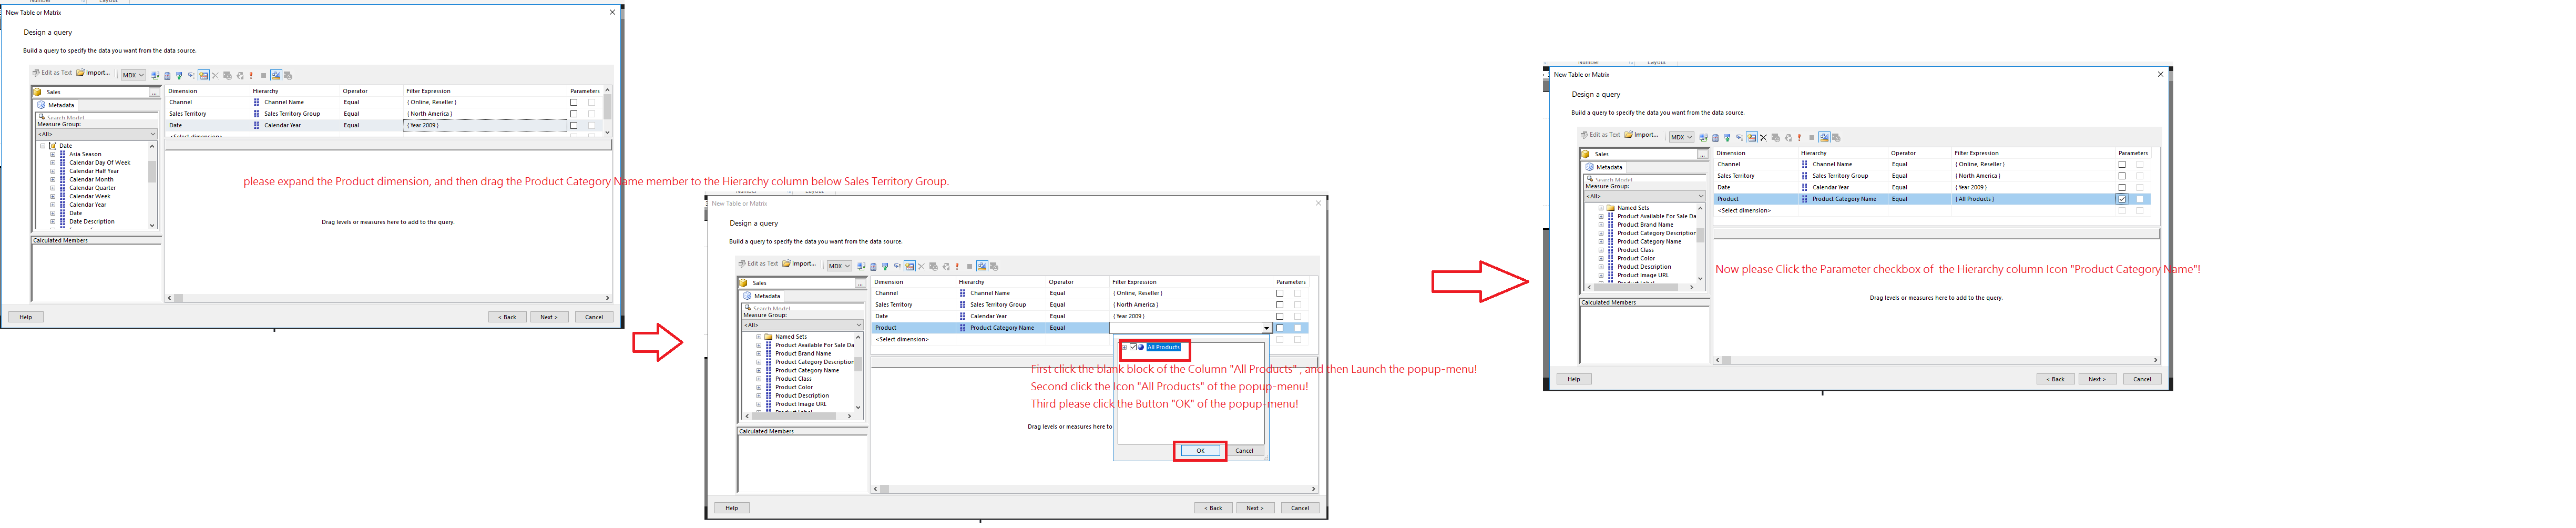 Number
Layout
New Table or Matrix
Design a query
Build a query to specify the data you want from the data source.
Edit as Text Import... MDX
Sales ...
Metadata
Search Model
Measure Group:
<All>
Date
Asia Season
Calendar Day Of Week
Calendar Half Year
Calendar Month
Calendar Quarter
Calendar Week
Calendar Year
Date
Date Description
Calculated Members
Dimension Hierarchy Operator Filter Expression Parameters
Channel Channel Name Equal { Online, Reseller }
Sales Territory Sales Territory Group Equal { North America }
Date Calendar Year Equal { Year 2009 }
<Select dimension>
Drag levels or measures here to add to the query.
Help < Back Next > Cancel
please expand the Product dimension, and then drag the Product Category Name member to the Hierarchy column below Sales Territory Group.
Number
Layout
New Table or Matrix
Design a query
Build a query to specify the data you want from the data source.
Edit as Text Import... MDX
Sales ...
Metadata
Search Model
Measure Group:
<All>
Named Sets
Product Available For Sale Da
Product Brand Name
Product Category Description
Product Category Name
Product Class
Product Color
Product Description
Product Image URL
Product Label
Calculated Members
Dimension Hierarchy Operator Filter Expression Parameters
Channel Channel Name Equal { Online, Reseller }
Sales Territory Sales Territory Group Equal { North America }
Date Calendar Year Equal { Year 2009 }
Product Product Category Name Equal
<Select dimension>
All Products
First click the blank block of the Column "All Products" , and then Launch the popup-menu!
Second click the Icon "All Products" of the popup-menu!
Third please click the Button "OK" of the popup-menu!
Drag levels or measures here to
OK Cancel
Help < Back Next > Cancel
Number
Layout
New Table or Matrix
Design a query
Build a query to specify the data you want from the data source.
Edit as Text Import... MDX
Sales ...
Metadata
Search Model
Measure Group:
<All>
Named Sets
Product Available For Sale Da
Product Brand Name
Product Category Description
Product Category Name
Product Class
Product Color
Product Description
Product Image URL
Product Label
Calculated Members
Dimension Hierarchy Operator Filter Expression Parameters
Channel Channel Name Equal { Online, Reseller }
Sales Territory Sales Territory Group Equal { North America }
Date Calendar Year Equal { Year 2009 }
Product Product Category Name Equal { All Products }
<Select dimension>
Now please Click the Parameter checkbox of the Hierarchy column Icon "Product Category Name"!
Drag levels or measures here to add to the query.
Help < Back Next > Cancel